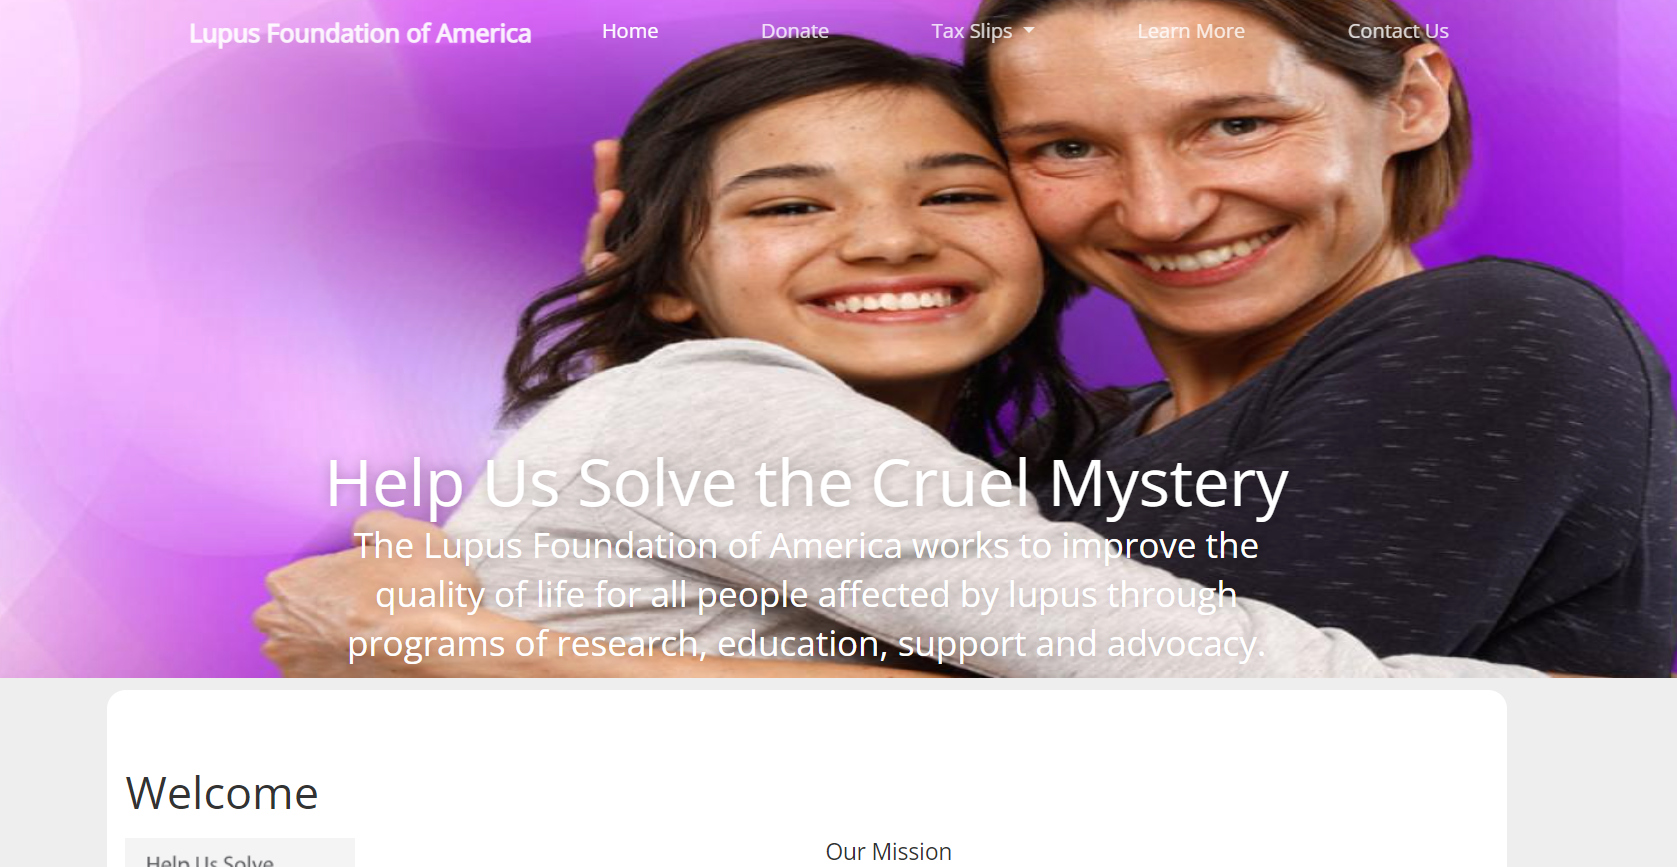 Lupus Foundation of America Home Donate Tax Slips Learn More Contact Us
Help Us Solve the Cruel Mystery
The Lupus Foundation of America works to improve the
quality of life for all people affected by lupus through
programs of research, education, support and advocacy.
Welcome
Help Us Solve
Our Mission